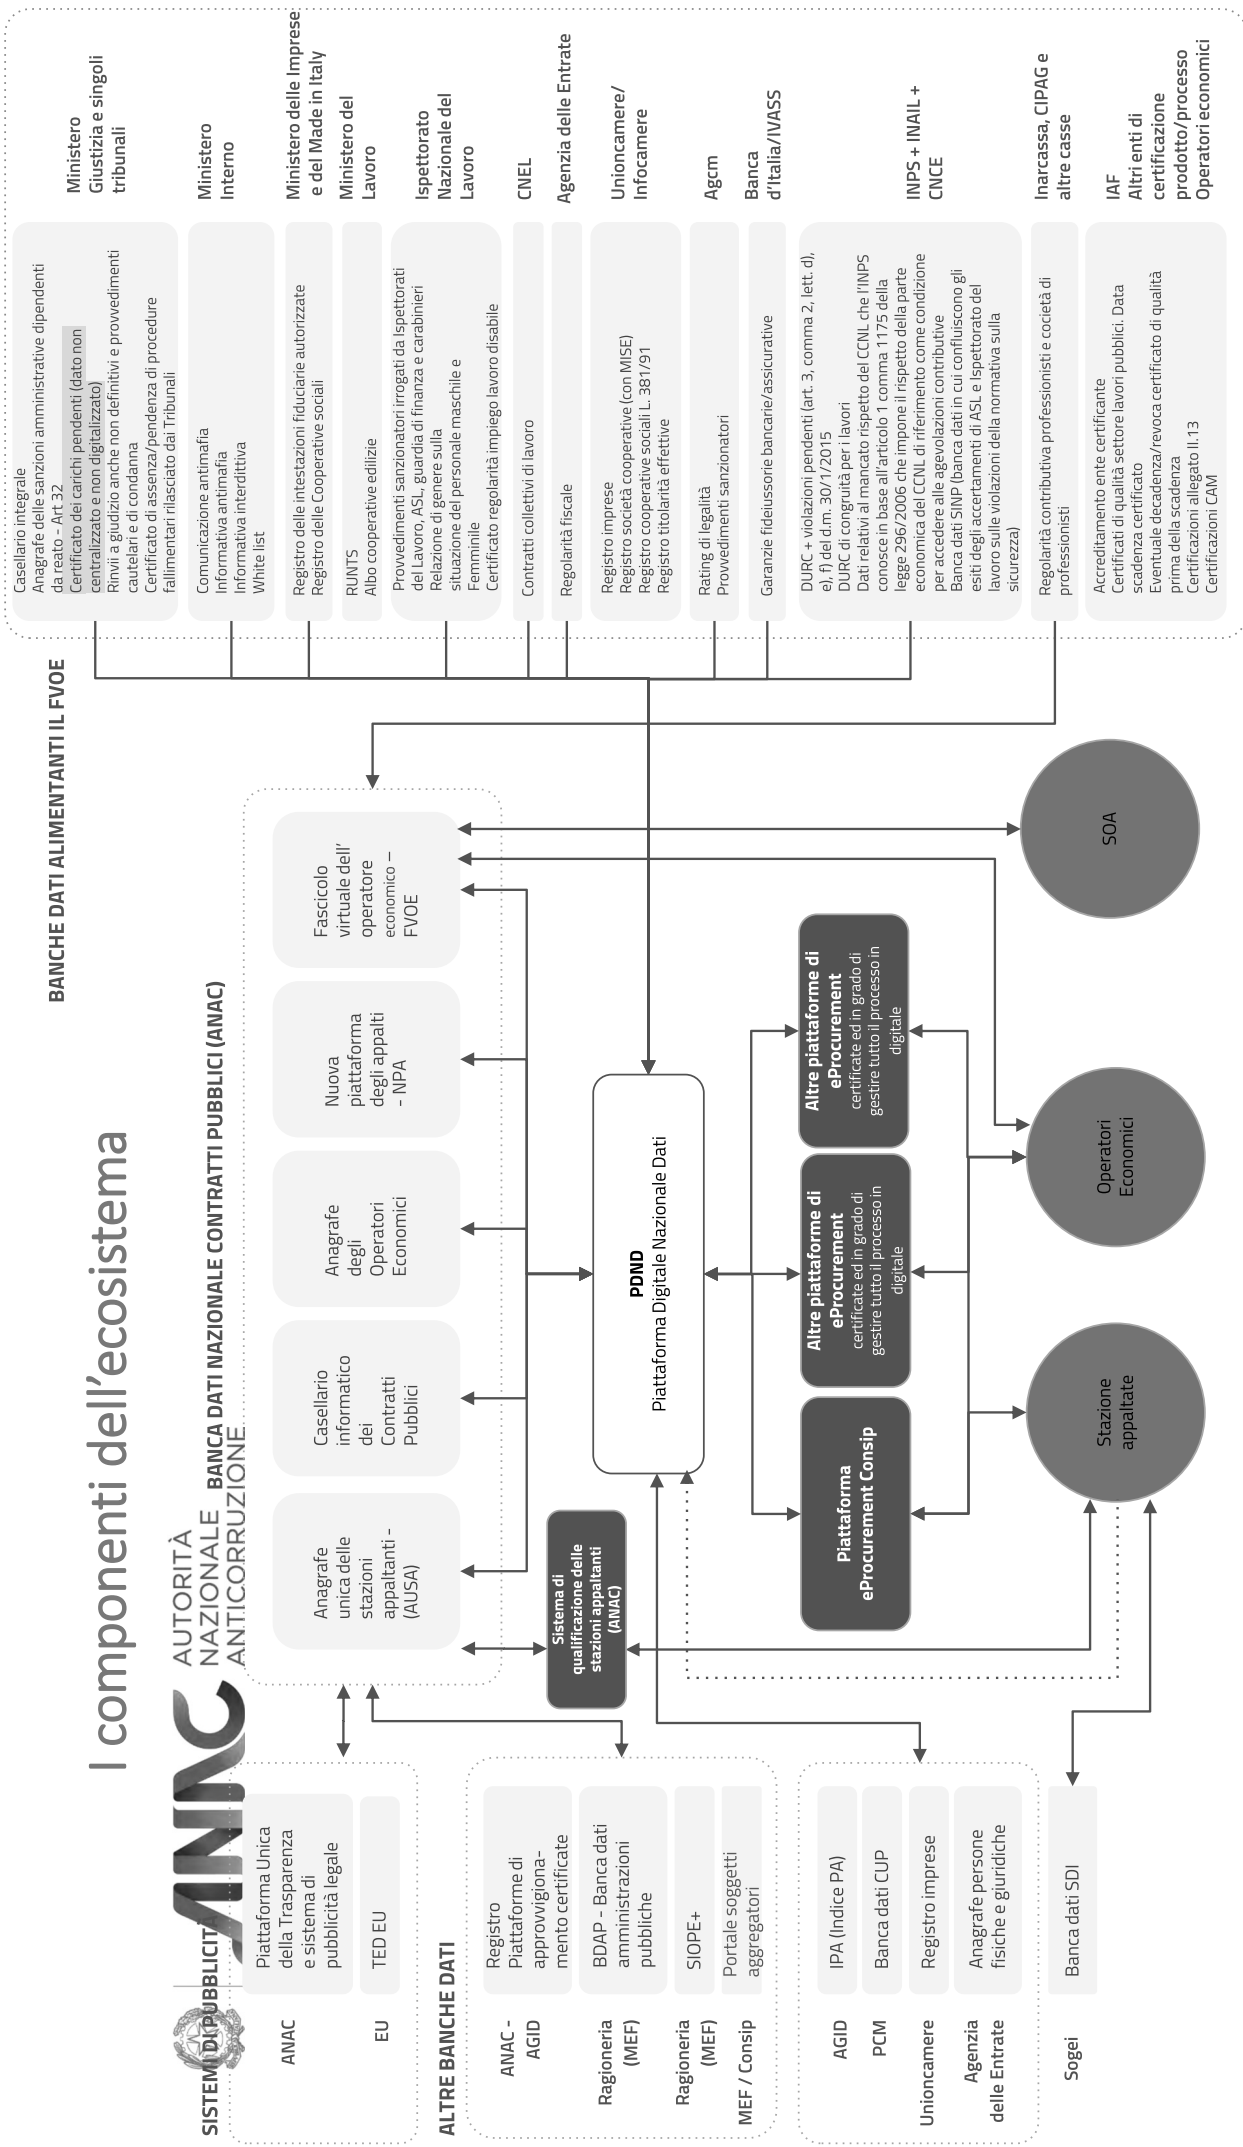 I componenti dell'ecosistema
AUTORITÀ
NAZIONALE
ANTICORRUZIONE
ANAC
SISTEMI DI PUBBLICITÀ
ANAC
Piattaforma Unica
della Trasparenza
e sistema di
pubblicità legale
EU
TED EU
ALTRE BANCHE DATI
ANAC -
AGID
Registro
Piattaforme di
approvvigiona-
mento certificate
Ragioneria
(MEF)
BDAP - Banca dati
amministrazioni
pubbliche
Ragioneria
(MEF)
SIOPE+
MEF / Consip
Portale soggetti
aggregatori
AGID
IPA (Indice PA)
PCM
Banca dati CUP
Unioncamere
Registro imprese
Agenzia
delle Entrate
Anagrafe persone
fisiche e giuridiche
Sogei
Banca dati SDI
BANCA DATI NAZIONALE CONTRATTI PUBBLICI (ANAC)
Anagrafe
unica delle
stazioni
appaltanti -
(AUSA)
Casellario
informatico
dei
Contratti
Pubblici
Anagrafe
degli
Operatori
Economici
Nuova
piattaforma
degli appalti
- NPA
Fascicolo
virtuale dell'
operatore
economico –
FVOE
Sistema di
qualificazione delle
stazioni appaltanti
(ANAC)
PDND
Piattaforma Digitale Nazionale Dati
Piattaforma
eProcurement Consip
Altre piattaforme di
eProcurement
certificate ed in grado di
gestire tutto il processo in
digitale
Altre piattaforme di
eProcurement
certificate ed in grado di
gestire tutto il processo in
digitale
Stazione
appaltate
Operatori
Economici
SOA
BANCHE DATI ALIMENTANTI IL FVOE
Casellario integrale
Anagrafe delle sanzioni amministrative dipendenti
da reato - Art 32
Certificato dei carichi pendenti (dato non
centralizzato e non digitalizzato)
Rinvii a giudizio anche non definitivi e provvedimenti
cautelari e di condanna
Certificato di assenza/pendenza di procedure
fallimentari rilasciato dai Tribunali
Ministero
Giustizia e singoli
tribunali
Comunicazione antimafia
Informativa antimafia
Informativa interdittiva
White list
Ministero
Interno
Registro delle intestazioni fiduciarie autorizzate
Registro delle Cooperative sociali
Ministero delle Imprese
e del Made in Italy
RUNTS
Albo cooperative edilizie
Ministero del
Lavoro
Provvedimenti sanzionatori irrogati da Ispettorati
del Lavoro, ASL, guardia di finanza e carabinieri
Relazione di genere sulla
situazione del personale maschile e
Femminile
Certificato regolarità impiego lavoro disabile
Ispettorato
Nazionale del
Lavoro
Contratti collettivi di lavoro
CNEL
Regolarità fiscale
Agenzia delle Entrate
Registro imprese
Registro società cooperative (con MISE)
Registro cooperative sociali L. 381/91
Registro titolarità effettive
Unioncamere/
Infocamere
Rating di legalità
Provvedimenti sanzionatori
Agcm
Garanzie fideiussorie bancarie/assicurative
Banca
d'Italia/IVASS
DURC + violazioni pendenti (art. 3, comma 2, lett. d),
e), f) del d.m. 30/1/2015
DURC di congruità per i lavori
Dati relativi al mancato rispetto del CCNL che l'INPS
conosce in base all'articolo 1 comma 1175 della
legge 296/2006 che impone il rispetto della parte
economica del CCNL di riferimento come condizione
per accedere alle agevolazioni contributive
Banca dati SINP (banca dati in cui confluiscono gli
esiti degli accertamenti di ASL e Ispettorato del
lavoro sulle violazioni della normativa sulla
sicurezza)
INPS + INAIL +
CNCE
Regolarità contributiva professionisti e società di
professionisti
Inarcassa, CIPAG e
altre casse
Accreditamento ente certificante
Certificati di qualità settore lavori pubblici. Data
scadenza certificato
Eventuale decadenza/revoca certificato di qualità
prima della scadenza
Certificazioni allegato II.13
Certificazioni CAM
IAF
Altri enti di
certificazione
prodotto/processo
Operatori economici